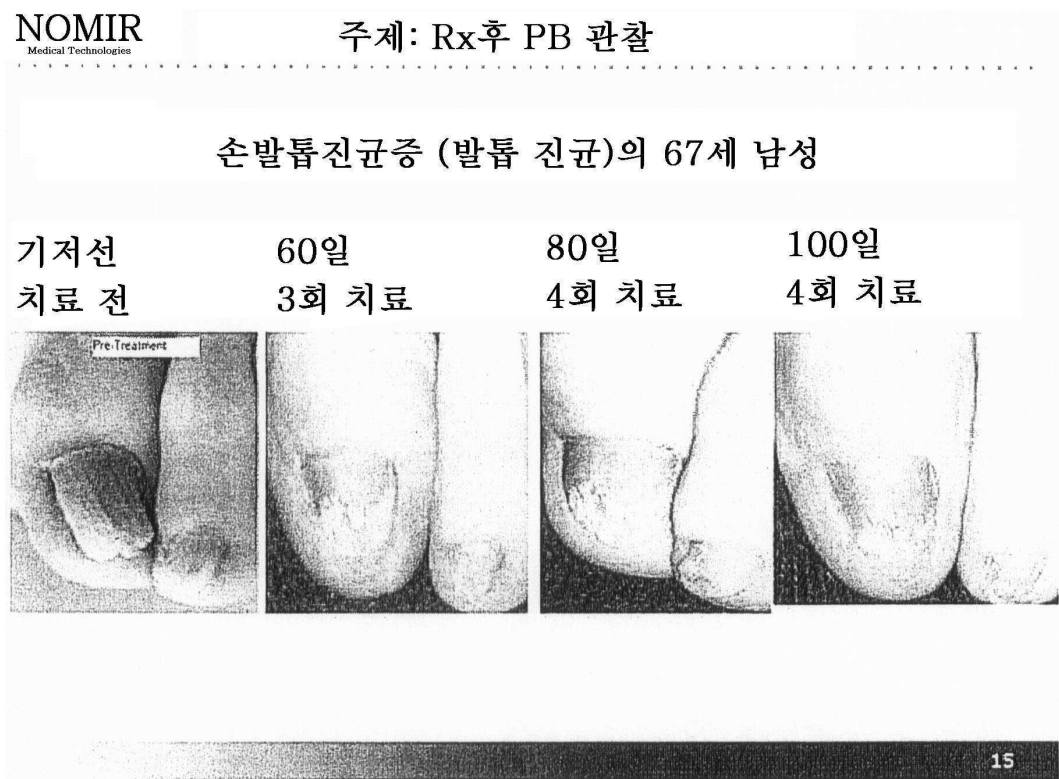 NOMIR
Medical Technologies
주제: Rx후 PB 관찰
손발톱진균증 (발톱 진균)의 67세 남성
기저선
치료 전
60일
3회 치료
80일
4회 치료
100일
4회 치료
Pre-Treatment
15